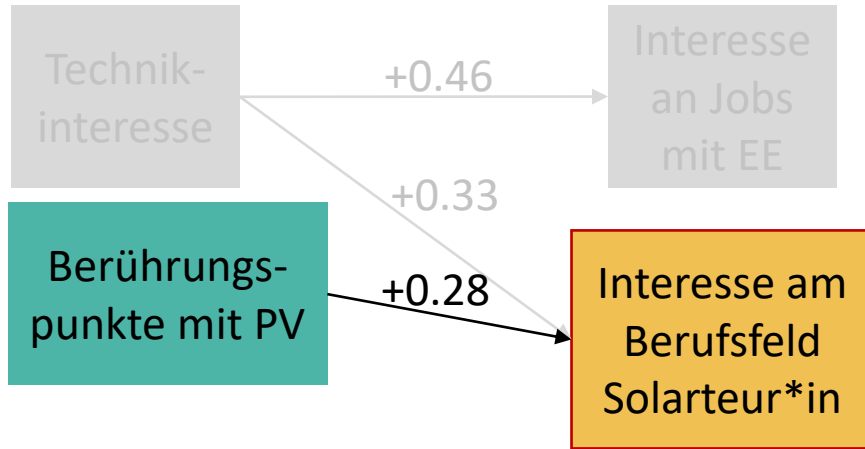 Technik-
interesse
+0.46
Interesse
an Jobs
mit EE
+0.33
Berührungs-
punkte mit PV
+0.28
Interesse am
Berufsfeld
Solarteur*in